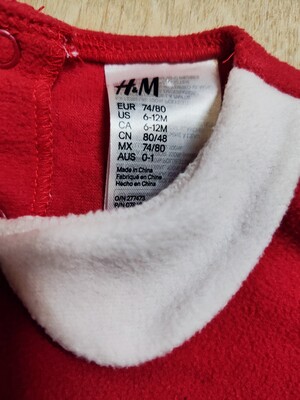 H&M
EUR 74/80
US 6-12M
CA 6-12M
CN 80/48
MX 74/80
AUS 0-1
Made in China
Fabriqué en Chine
Hecho en China
O/N 277473
P/N